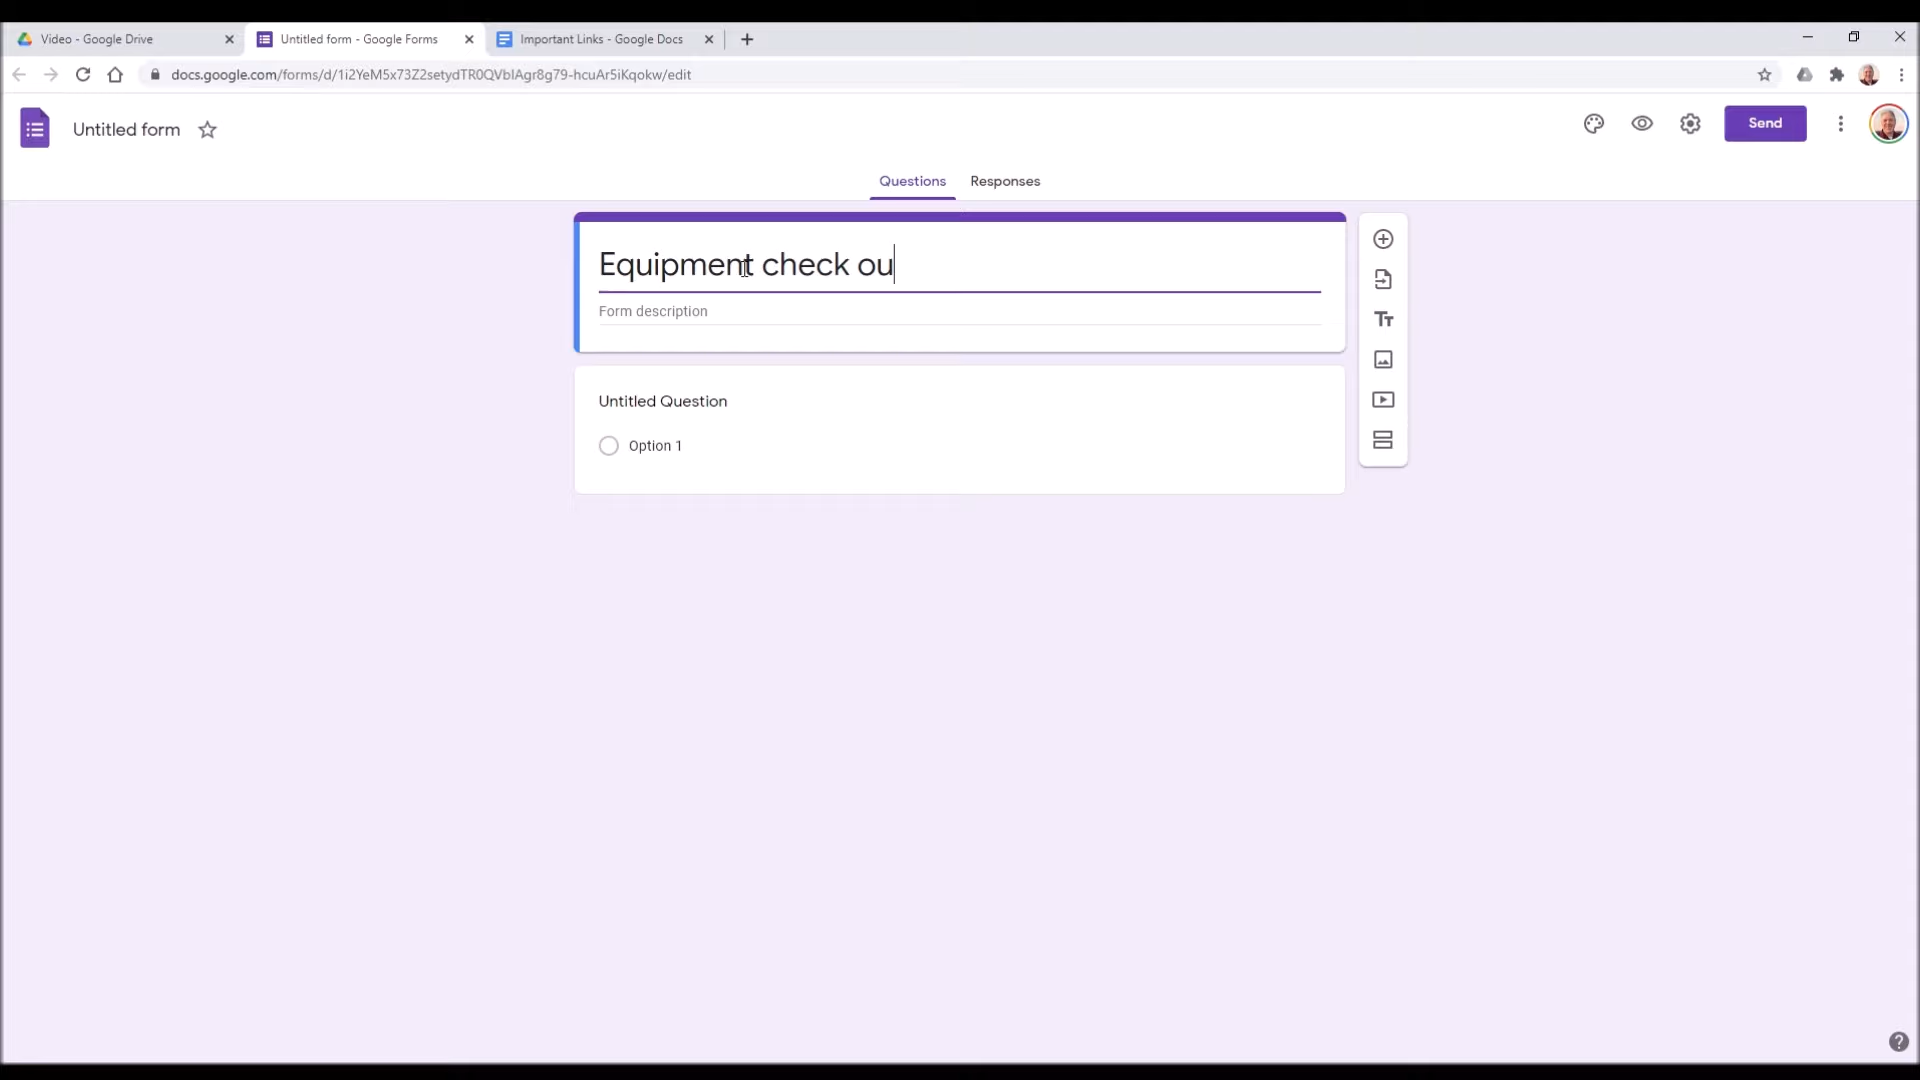 Video - Google Drive
Untitled form - Google Forms
Important Links - Google Docs
docs.google.com/forms/d/1i2YeM5x73Z2setydTR0QVblAgr8g79-hcuAr5iKqokw/edit
Untitled form
Send
Questions
Responses
Equipment check ou
Form description
Untitled Question
Option 1